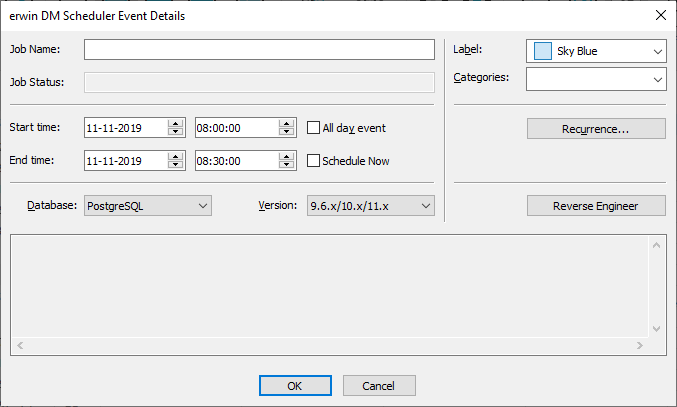 erwin DM Scheduler Event Details
Job Name:
Label: Sky Blue
Job Status:
Categories:
Start time: 11-11-2019 08:00:00 All day event
Recurrence...
End time: 11-11-2019 08:30:00 Schedule Now
Database: PostgreSQL Version: 9.6.x/10.x/11.x
Reverse Engineer
OK Cancel